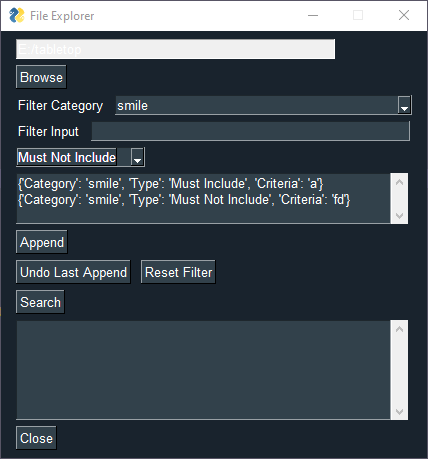 File Explorer
E:/tabletop
Browse
Filter Category smile
Filter Input
Must Not Include
{'Category': 'smile', 'Type': 'Must Include', 'Criteria': 'a'}
{'Category': 'smile', 'Type': 'Must Not Include', 'Criteria': 'fd'}
Append
Undo Last Append Reset Filter
Search
Close